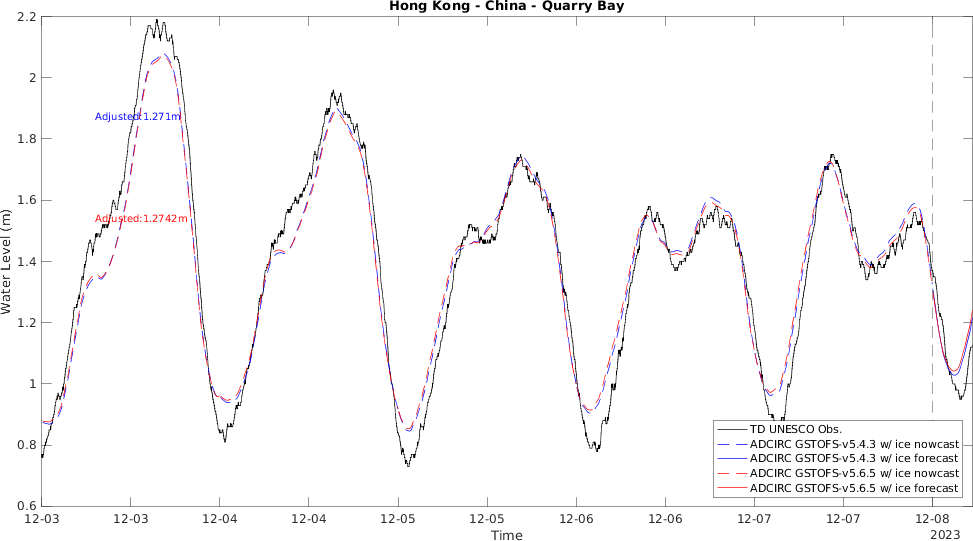 Hong Kong - China - Quarry Bay
2.2
2
1.8
1.6
1.4
1.2
1
0.8
0.6
Water Level (m)
Adjusted:1.271m
Adjusted:1.2742m
TD UNESCO Obs.
ADCIRC GSTOFS-v5.4.3 w/ ice nowcast
ADCIRC GSTOFS-v5.4.3 w/ ice forecast
ADCIRC GSTOFS-v5.6.5 w/ ice nowcast
ADCIRC GSTOFS-v5.6.5 w/ ice forecast
12-03 12-03 12-04 12-04 12-05 12-05 12-06 12-06 12-07 12-07 12-08
2023
Time